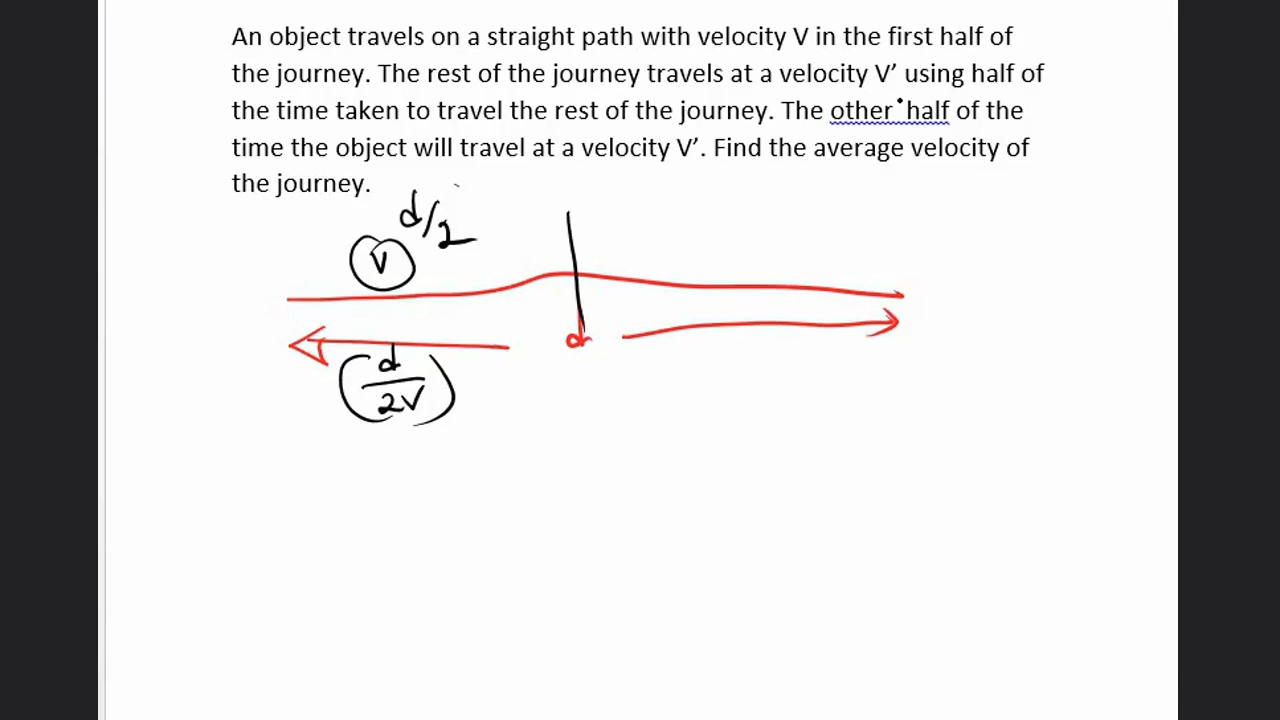 An object travels on a straight path with velocity V in the first half of
the journey. The rest of the journey travels at a velocity V’ using half of
the time taken to travel the rest of the journey. The other half of the
time the object will travel at a velocity V’. Find the average velocity of
the journey.
d/2
V
d
d
2V